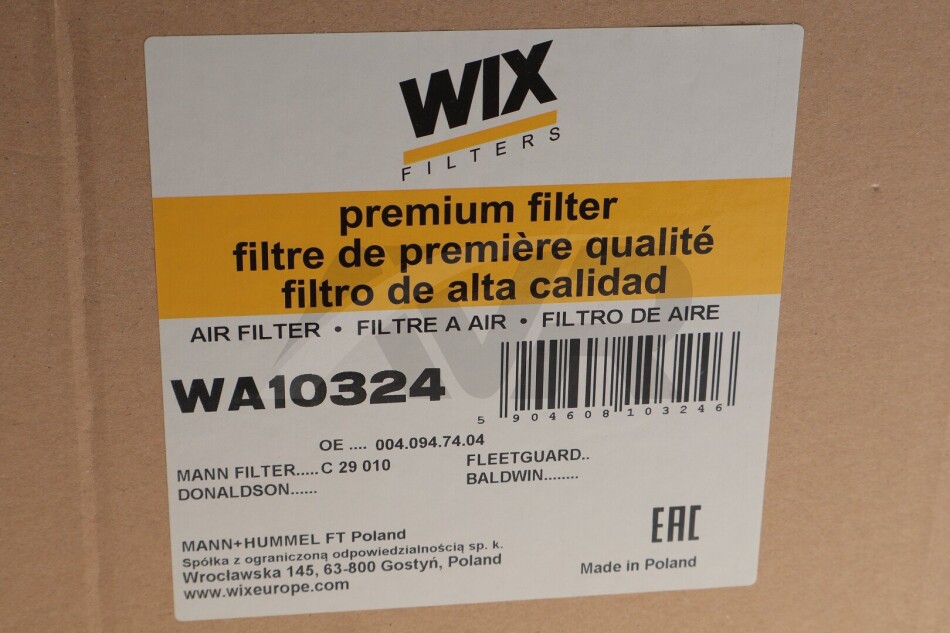 WIX
FILTERS
premium filter
filtre de première qualité
filtro de alta calidad
AIR FILTER • FILTRE A AIR • FILTRO DE AIRE
WA10324
5 904608 103246
OE .... 004.094.74.04
MANN FILTER.....C 29 010
FLEETGUARD..
DONALDSON......
BALDWIN........
MANN+HUMMEL FT Poland
Spółka z ograniczoną odpowiedzialnością sp. k.
Wrocławska 145, 63-800 Gostyń, Poland
www.wixeurope.com
EAC
Made in Poland